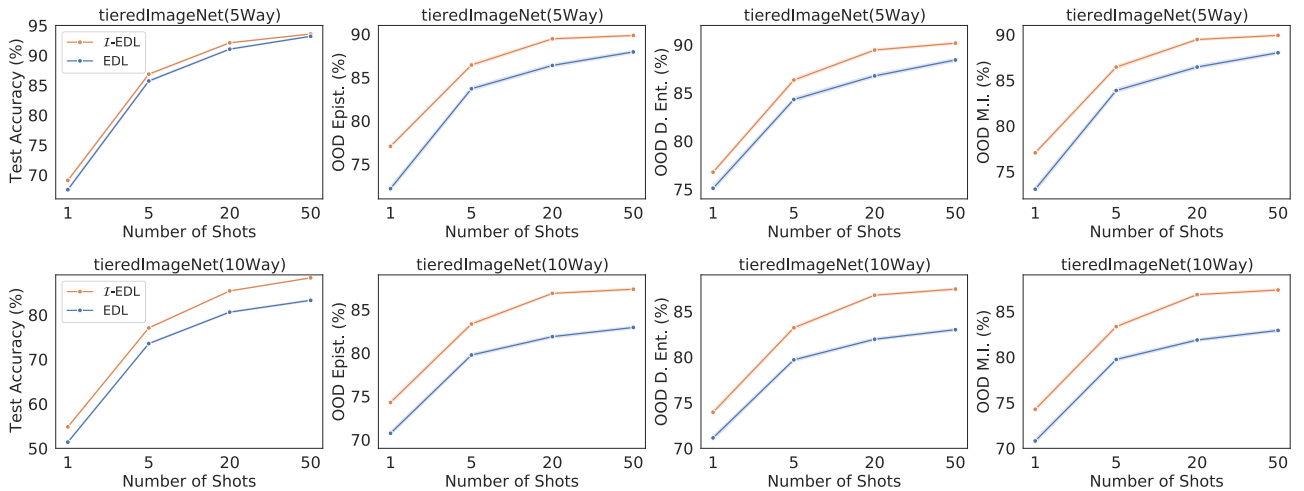 tieredImageNet(5Way)
Test Accuracy (%)
95
90
85
80
75
70
I-EDL
EDL
1 5 20 50
Number of Shots
tieredImageNet(5Way)
OOD Epist. (%)
90
85
80
75
1 5 20 50
Number of Shots
tieredImageNet(5Way)
OOD D. Ent. (%)
90
85
80
75
1 5 20 50
Number of Shots
tieredImageNet(5Way)
OOD M.I. (%)
90
85
80
75
1 5 20 50
Number of Shots
tieredImageNet(10Way)
Test Accuracy (%)
80
70
60
50
I-EDL
EDL
1 5 20 50
Number of Shots
tieredImageNet(10Way)
OOD Epist. (%)
85
80
75
70
1 5 20 50
Number of Shots
tieredImageNet(10Way)
OOD D. Ent. (%)
85
80
75
70
1 5 20 50
Number of Shots
tieredImageNet(10Way)
OOD M.I. (%)
85
80
75
70
1 5 20 50
Number of Shots